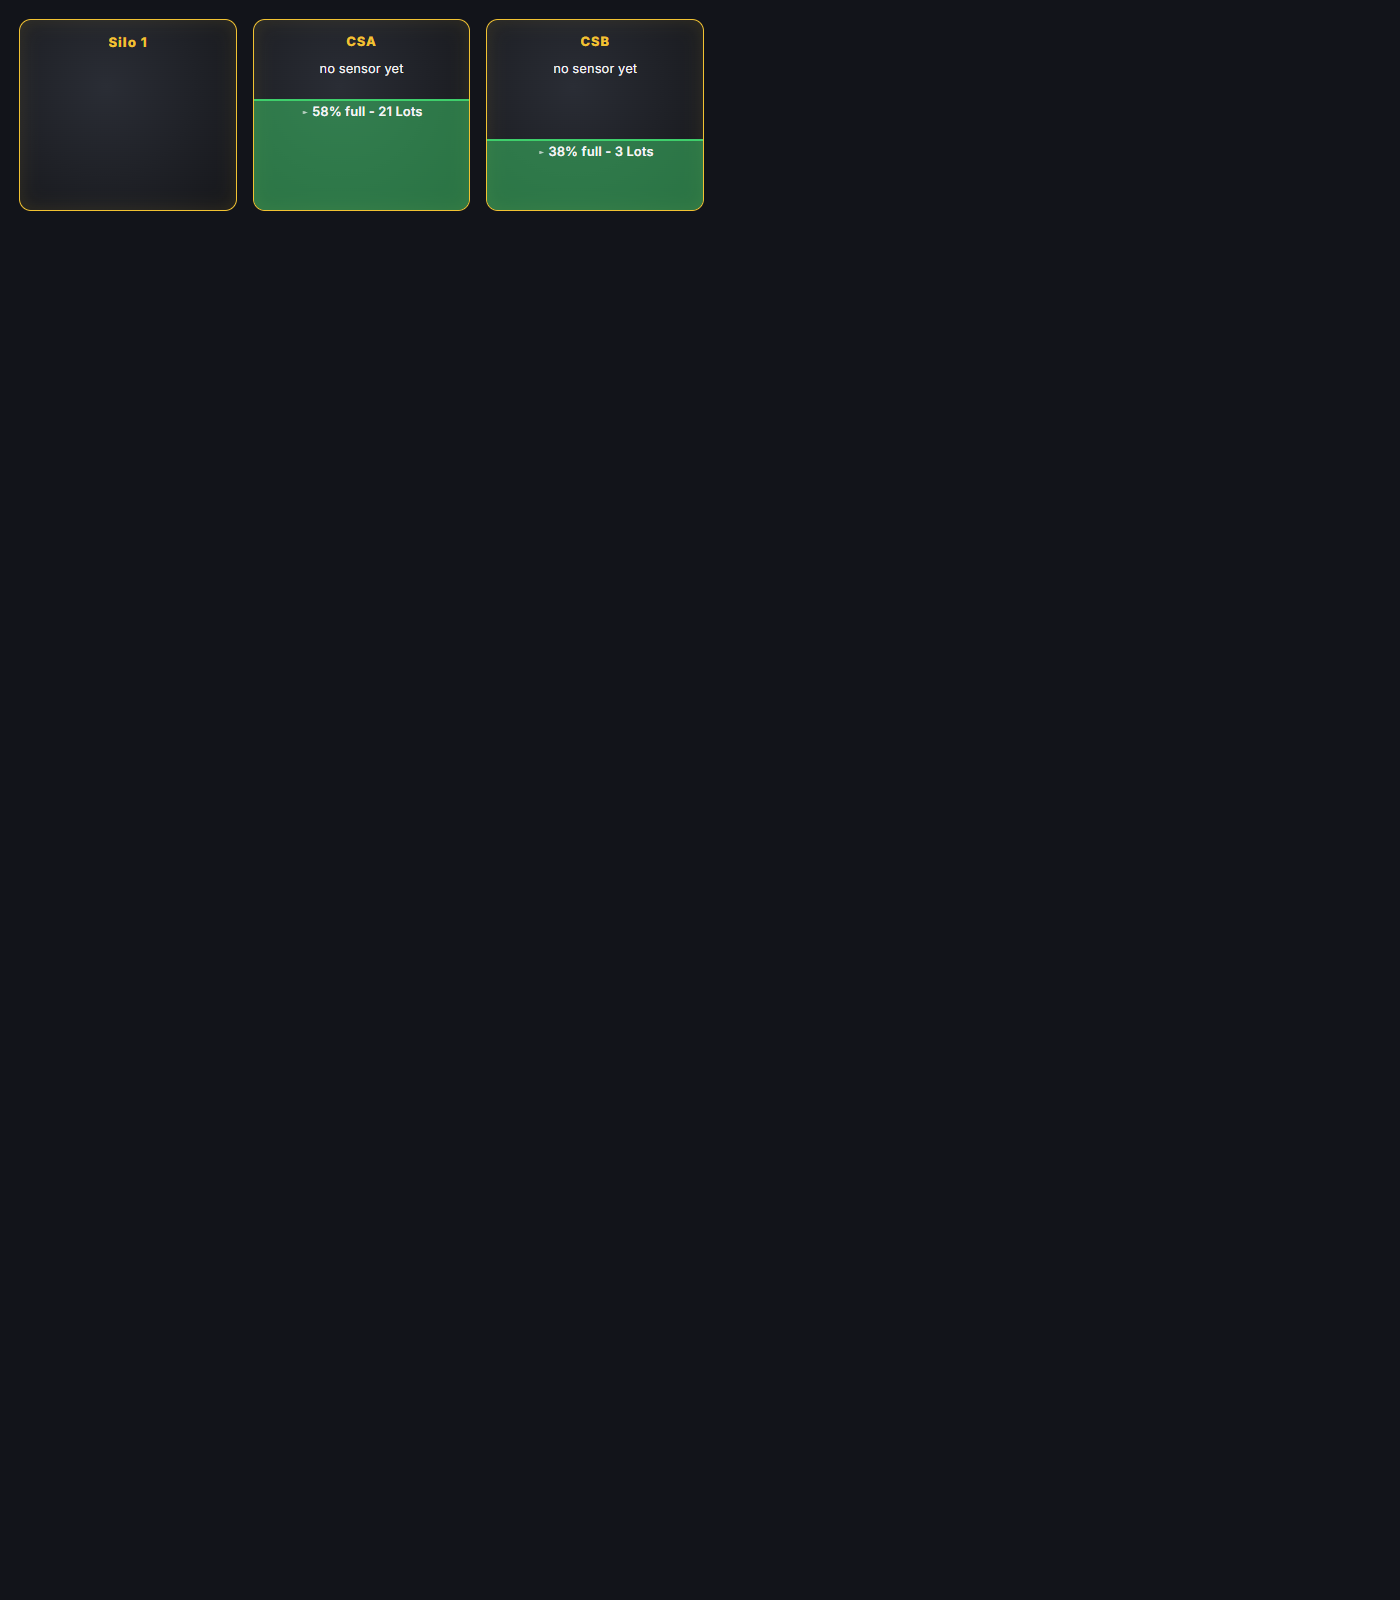 Silo 1
CSA
no sensor yet
58% full - 21 Lots
CSB
no sensor yet
38% full - 3 Lots